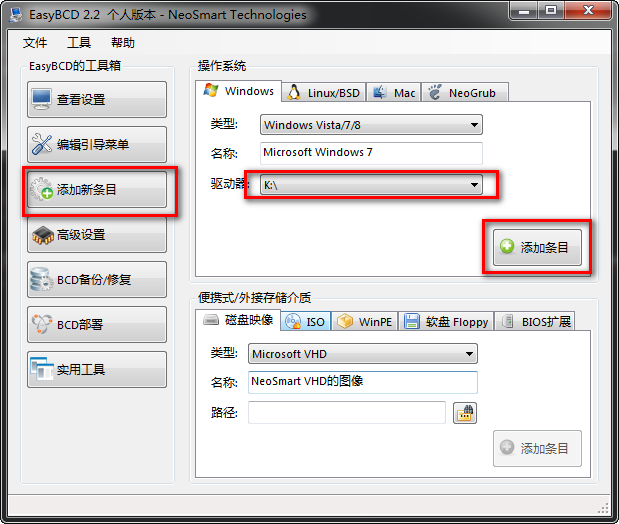 EasyBCD 2.2 个人版本 - NeoSmart Technologies
文件 工具 帮助
EasyBCD的工具箱
查看设置
编辑引导菜单
添加新条目
高级设置
BCD备份/修复
BCD部署
实用工具
操作系统
Windows Linux/BSD Mac NeoGrub
类型: Windows Vista/7/8
名称: Microsoft Windows 7
驱动器: K:\
添加条目
便携式/外接存储介质
磁盘映像 ISO WinPE 软盘 Floppy BIOS扩展
类型: Microsoft VHD
名称: NeoSmart VHD的图像
路径:
添加条目